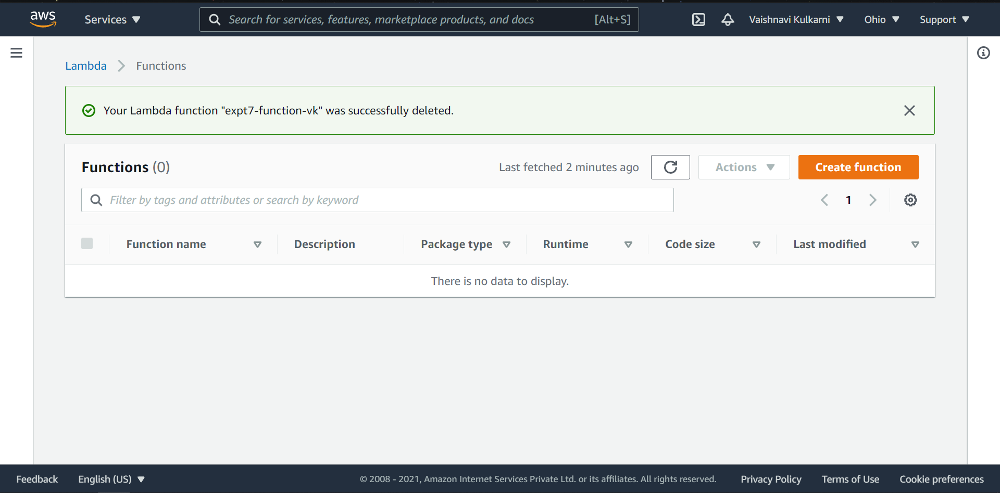 aws Services Search for services, features, marketplace products, and docs [Alt+S] Vaishnavi Kulkarni Ohio Support
Lambda Functions
Your Lambda function "expt7-function-vk" was successfully deleted.
Functions (0) Last fetched 2 minutes ago Actions Create function
Filter by tags and attributes or search by keyword 1
Function name Description Package type Runtime Code size Last modified
There is no data to display.
Feedback English (US) © 2008 - 2021, Amazon Internet Services Private Ltd. or its affiliates. All rights reserved. Privacy Policy Terms of Use Cookie preferences